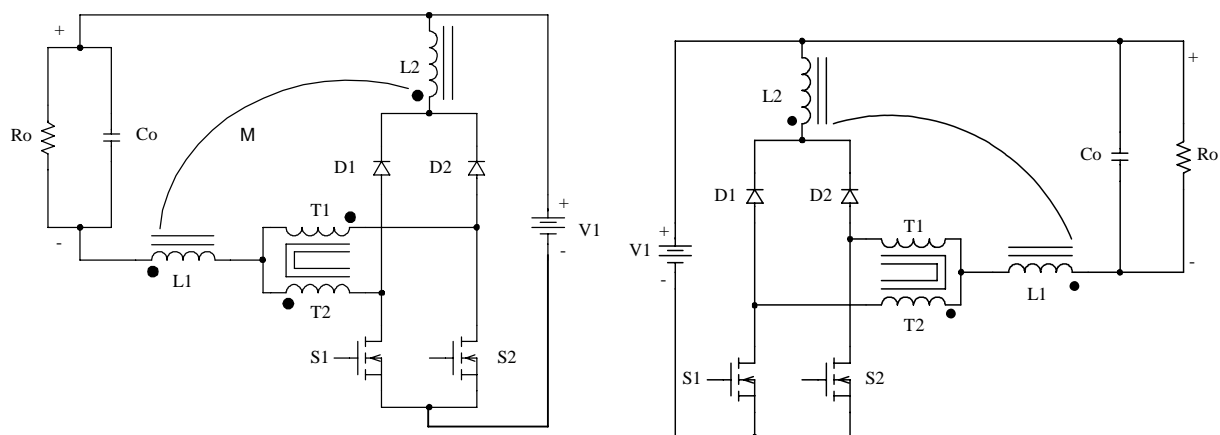 +
L2
Ro
Co
M
D1
D2
T1
+
V1
-
-
L1
T2
S1
S2
+
L2
Co
Ro
D1
D2
+
V1
-
T1
-
L1
T2
S1
S2